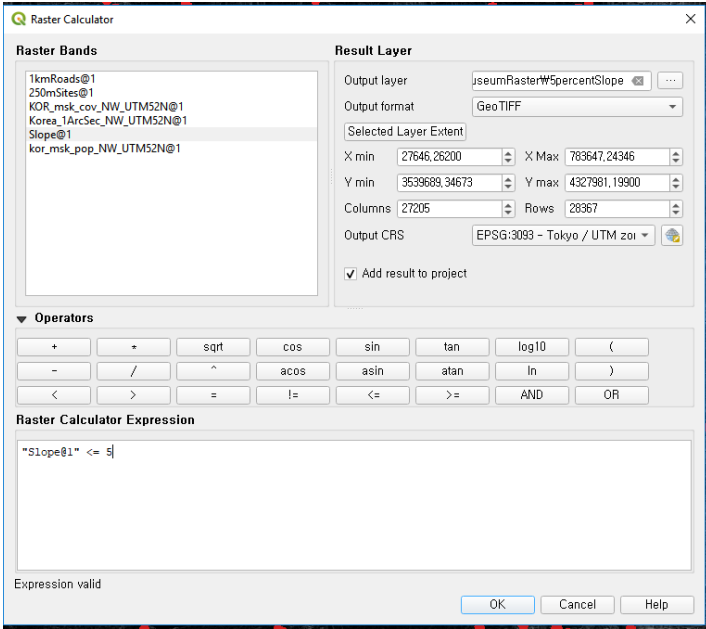 Raster Calculator
Raster Bands
1kmRoads@1
250mSites@1
KOR_msk_cov_NW_UTM52N@1
Korea_1ArcSec_NW_UTM52N@1
Slope@1
kor_msk_pop_NW_UTM52N@1
Result Layer
Output layer useumRaster₩5percentSlope ...
Output format GeoTIFF
Selected Layer Extent
X min 27646,26200 X Max 783647,24346
Y min 3539689,34673 Y max 4327981,19900
Columns 27205 Rows 28367
Output CRS EPSG:3093 - Tokyo / UTM zoı
Add result to project
Operators
+ * sqrt cos sin tan log10 (
- / ^ acos asin atan ln )
< > = != <= >= AND OR
Raster Calculator Expression
"Slope@1" <= 5
Expression valid
OK Cancel Help